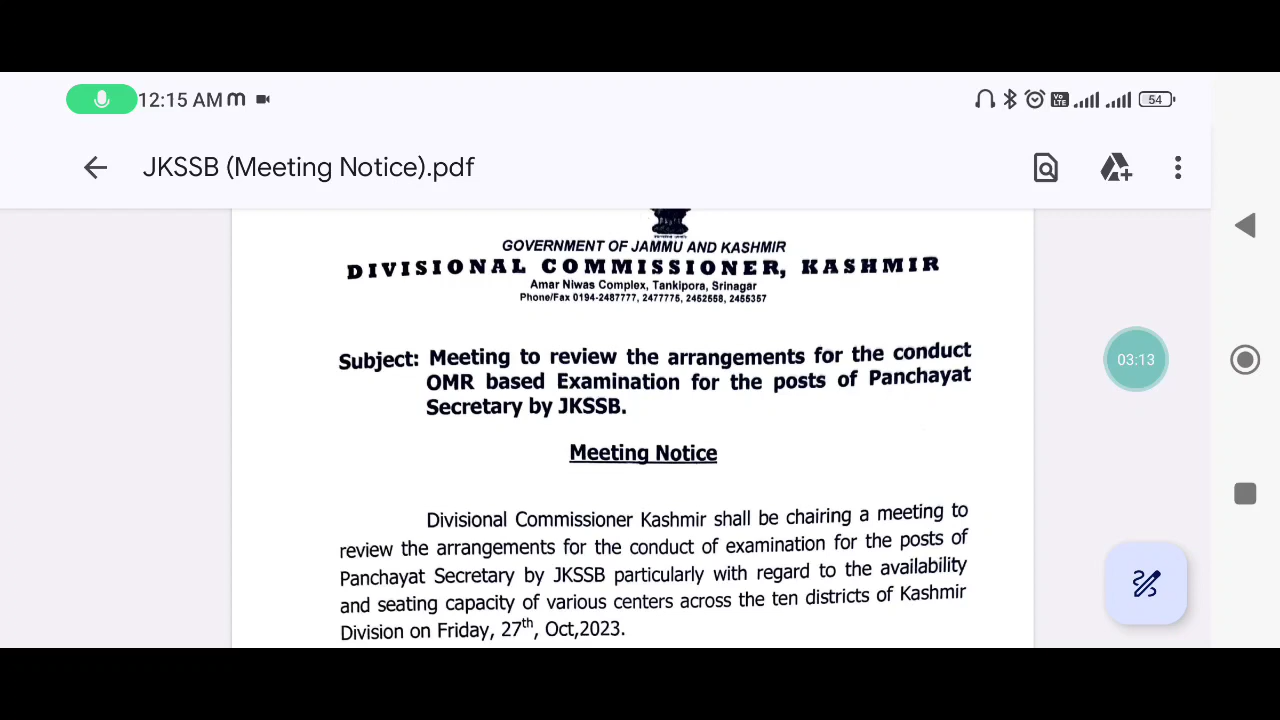 12:15 AM m
Vo LTE
54
JKSSB (Meeting Notice).pdf
GOVERNMENT OF JAMMU AND KASHMIR
DIVISIONAL COMMISSIONER, KASHMIR
Amar Niwas Complex, Tankipora, Srinagar
Phone/Fax 0194-2487777, 2477775, 2452558, 2455357
Subject: Meeting to review the arrangements for the conduct
OMR based Examination for the posts of Panchayat
Secretary by JKSSB.
03:13
Meeting Notice
Divisional Commissioner Kashmir shall be chairing a meeting to
review the arrangements for the conduct of examination for the posts of
Panchayat Secretary by JKSSB particularly with regard to the availability
and seating capacity of various centers across the ten districts of Kashmir
Division on Friday, 27th, Oct,2023.